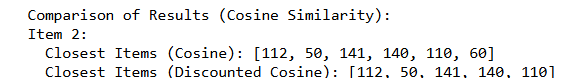 Comparison of Results (Cosine Similarity):
Item 2:
Closest Items (Cosine): [112, 50, 141, 140, 110, 60]
Closest Items (Discounted Cosine): [112, 50, 141, 140, 110]